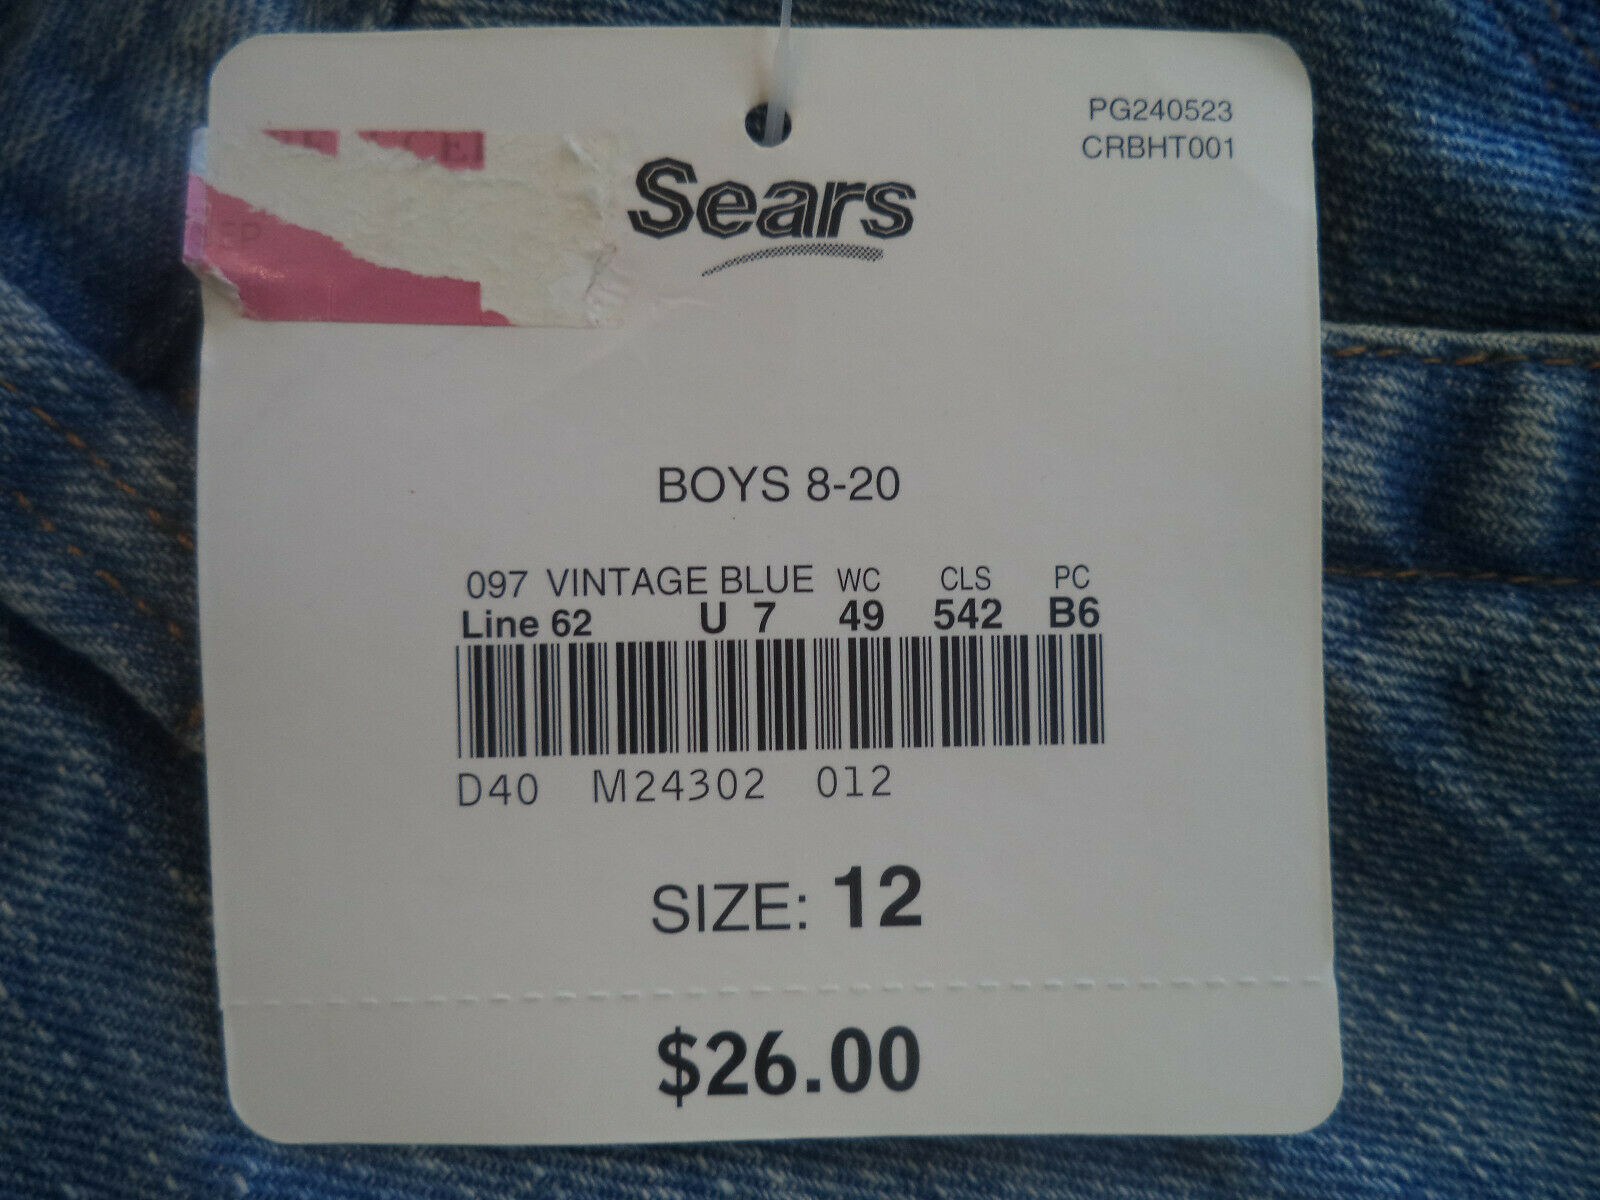 PG240523
CRBHT001
Sears
BOYS 8-20
097 VINTAGE BLUE WC CLS PC
Line 62 U 7 49 542 B6
D40 M24302 012
SIZE: 12
$26.00